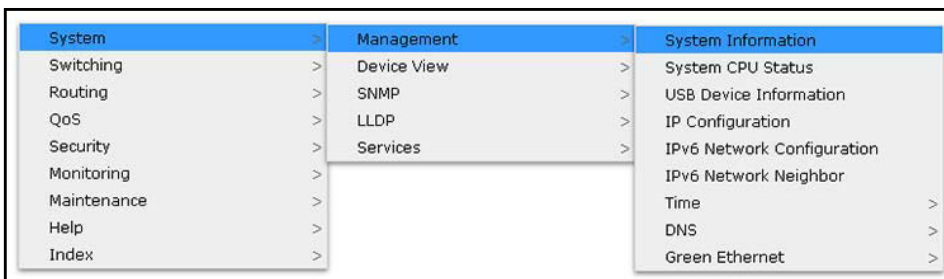 System >
Switching >
Routing >
QoS >
Security >
Monitoring >
Maintenance >
Help >
Index >
Management >
Device View >
SNMP >
LLDP >
Services >
System Information
System CPU Status
USB Device Information
IP Configuration
IPv6 Network Configuration
IPv6 Network Neighbor
Time >
DNS >
Green Ethernet >